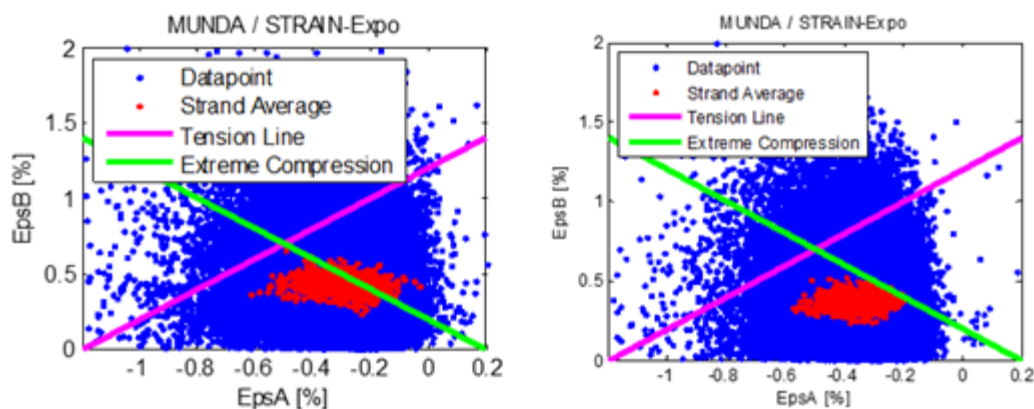 MUNDA / STRAIN-Expo
2
1.5
1
0.5
0
Datapoint
Strand Average
Tension Line
Extreme Compression
EpsB [%]
-1 -0.8 -0.6 -0.4 -0.2 0 0.2
EpsA [%]
MUNDA / STRAIN-Expo
2
1.5
1
0.5
0
Datapoint
Strand Average
Tension Line
Extreme Compression
EpsB [%]
-1 -0.8 -0.6 -0.4 -0.2 0 0.2
EpsA [%]